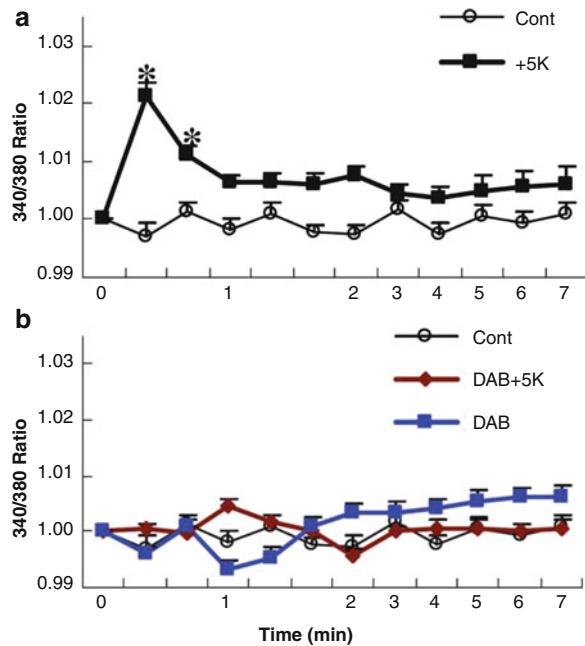 a
Cont
+5K
1.03
1.02
1.01
1.00
0.99
340/380 Ratio
*
*
0 1 2 3 4 5 6 7
b
Cont
DAB+5K
DAB
1.03
1.02
1.01
1.00
0.99
340/380 Ratio
0 1 2 3 4 5 6 7
Time (min)